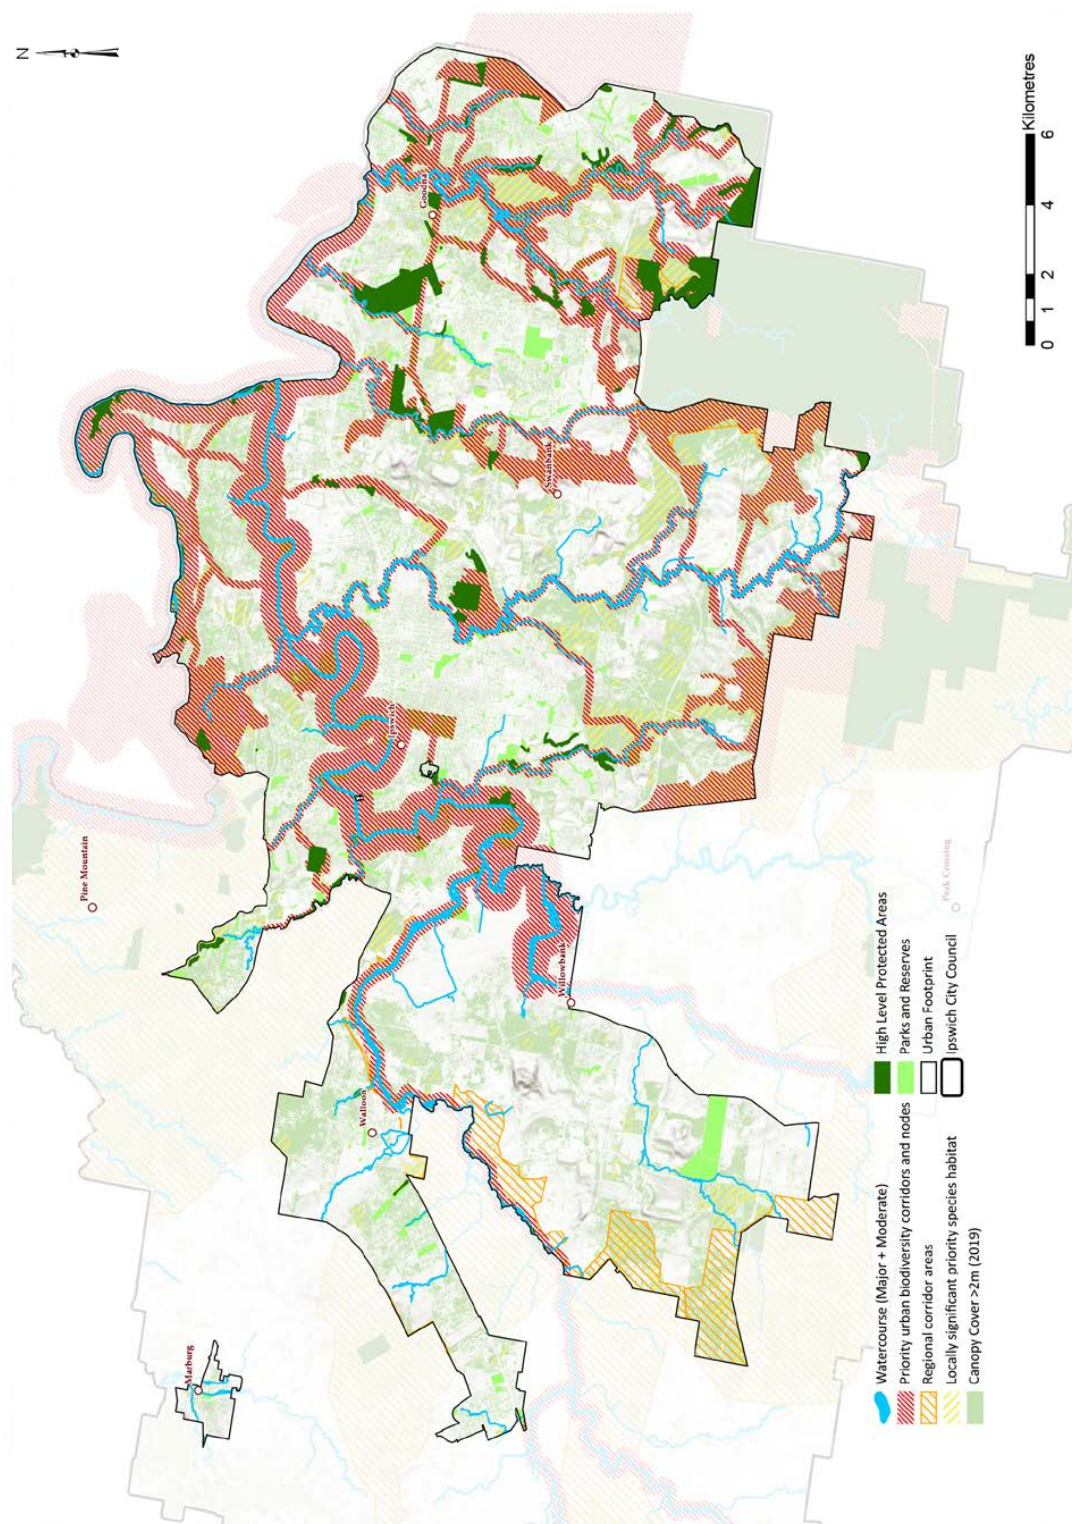 N
Pine Mountain
Marburg
Walloon
Willowbank
Ipswich
Swanbank
Goodna
Peak Crossing
Watercourse (Major + Moderate)
Priority urban biodiversity corridors and nodes
Regional corridor areas
Locally significant priority species habitat
Canopy Cover >2m (2019)
High Level Protected Areas
Parks and Reserves
Urban Footprint
Ipswich City Council
0 1 2 4 6
Kilometres